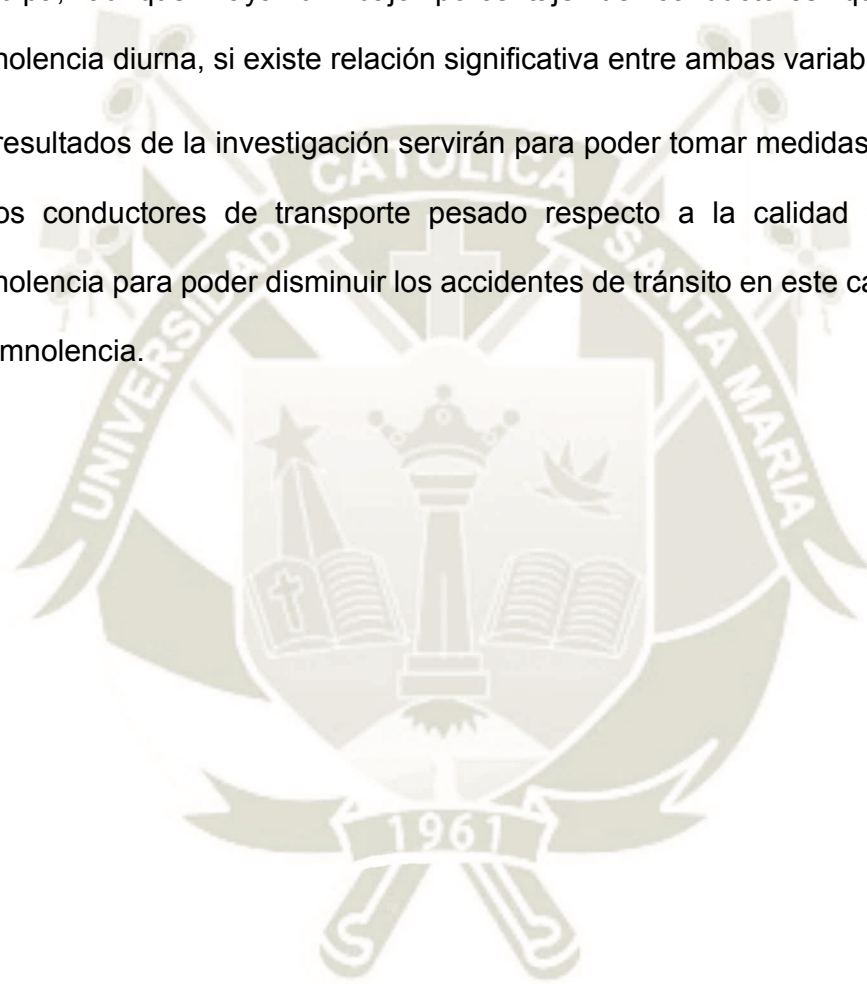 nolencia diurna, si existe relación significativa entre ambas variab
resultados de la investigación servirán para poder tomar medidas
os conductores de transporte pesado respecto a la calidad
nolencia para poder disminuir los accidentes de tránsito en este ca
mnolencia.
UNIVERSIDAD CATOLICA SANTA MARIA
1961